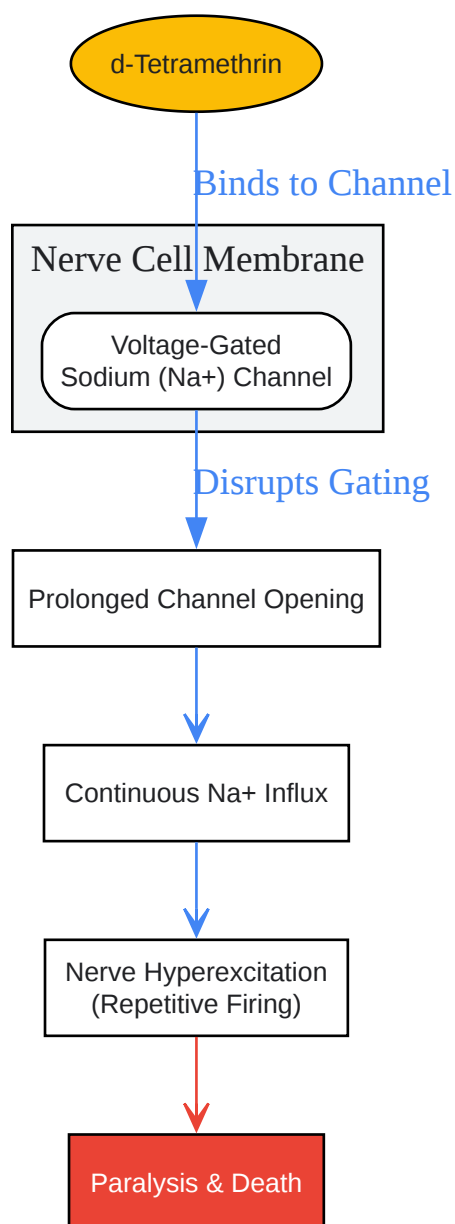 d-Tetramethrin
Binds to Channel
Nerve Cell Membrane
Voltage-Gated
Sodium (Na+) Channel
Disrupts Gating
Prolonged Channel Opening
Continuous Na+ Influx
Nerve Hyperexcitation
(Repetitive Firing)
Paralysis & Death